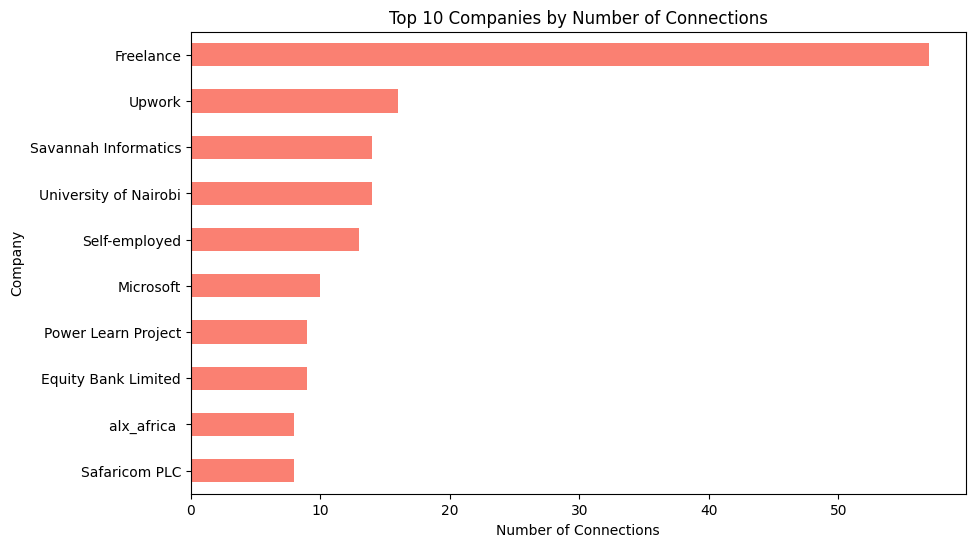 Top 10 Companies by Number of Connections
Freelance
Upwork
Savannah Informatics
University of Nairobi
Self-employed
Microsoft
Power Learn Project
Equity Bank Limited
alx_africa
Safaricom PLC
Company
0 10 20 30 40 50
Number of Connections